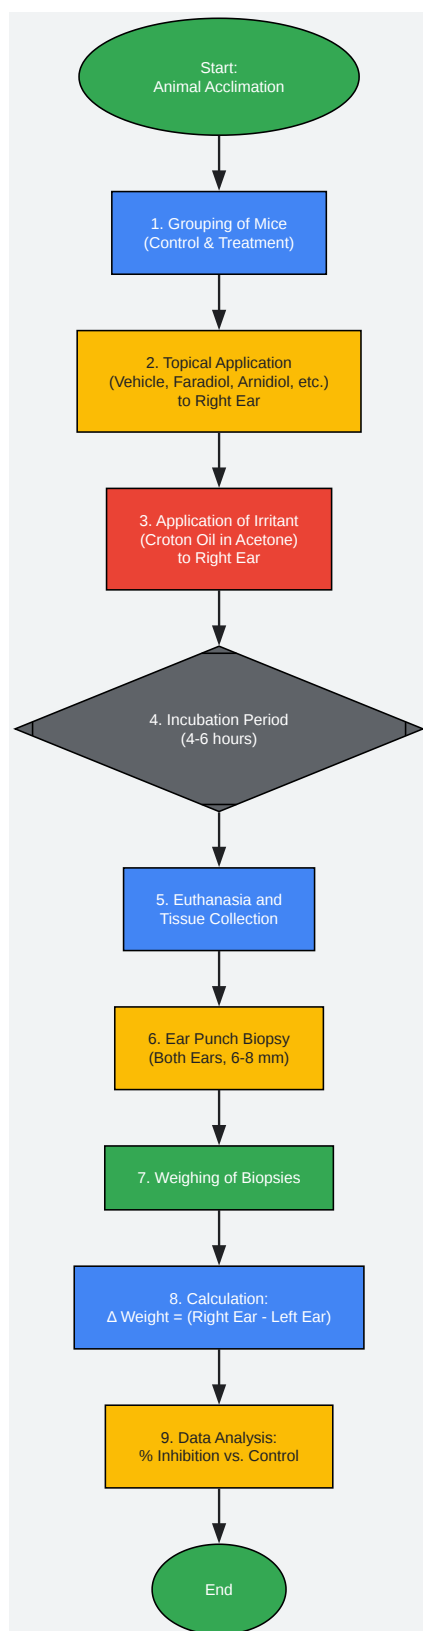 Start:
Animal Acclimation
1. Grouping of Mice
(Control & Treatment)
2. Topical Application
(Vehicle, Faradiol, Arnidiol, etc.)
to Right Ear
3. Application of Irritant
(Croton Oil in Acetone)
to Right Ear
4. Incubation Period
(4-6 hours)
5. Euthanasia and
Tissue Collection
6. Ear Punch Biopsy
(Both Ears, 6-8 mm)
7. Weighing of Biopsies
8. Calculation:
Δ Weight = (Right Ear - Left Ear)
9. Data Analysis:
% Inhibition vs. Control
End